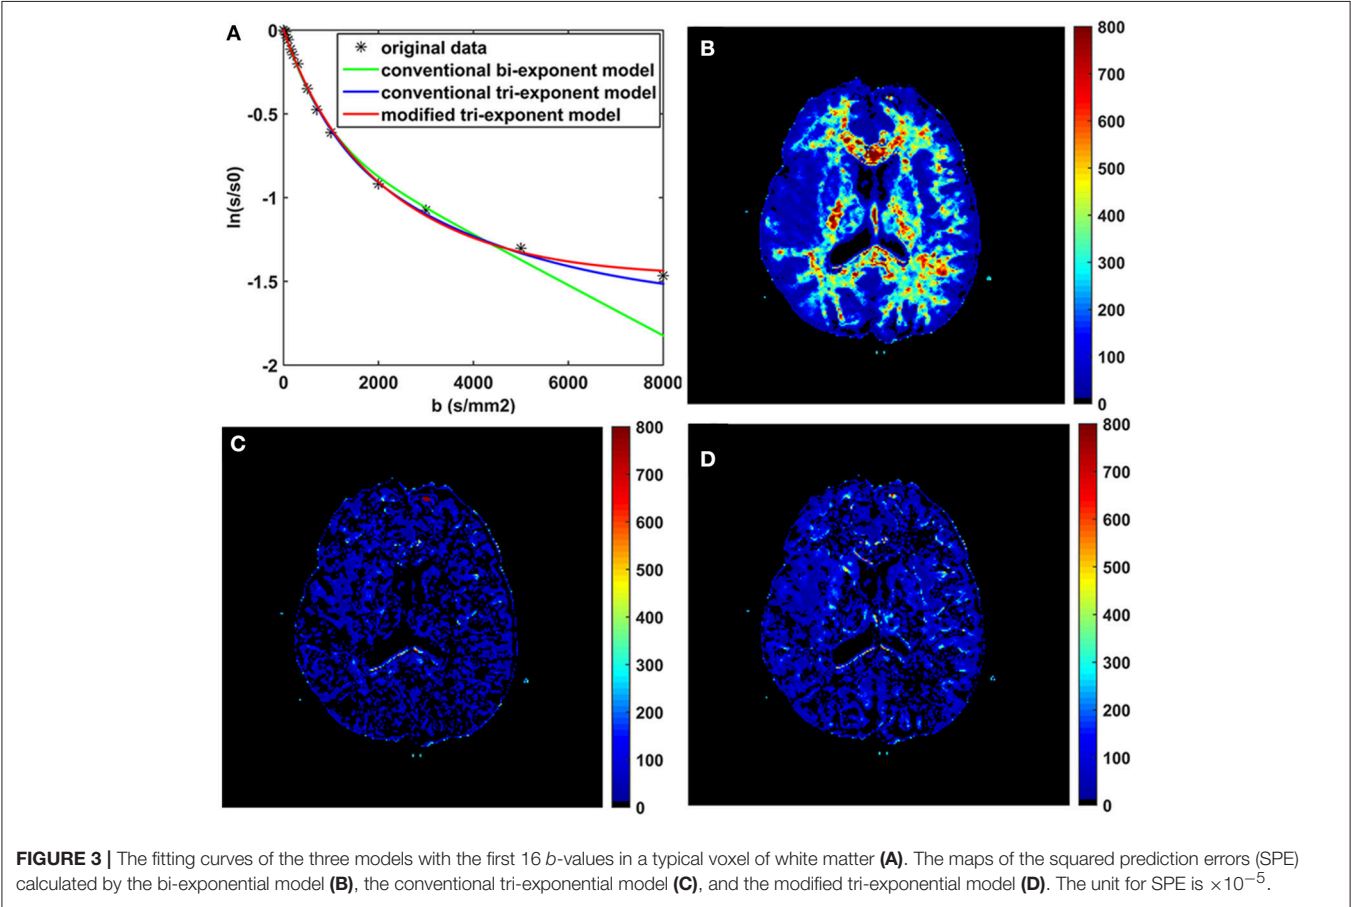 A
0
-0.5
-1
-1.5
-2
ln(s/s0)
original data
conventional bi-exponent model
conventional tri-exponent model
modified tri-exponent model
0 2000 4000 6000 8000
b (s/mm2)
B
800
700
600
500
400
300
200
100
0
C
800
700
600
500
400
300
200
100
0
D
800
700
600
500
400
300
200
100
0
FIGURE 3 | The fitting curves of the three models with the first 16 b-values in a typical voxel of white matter (A). The maps of the squared prediction errors (SPE)
calculated by the bi-exponential model (B), the conventional tri-exponential model (C), and the modified tri-exponential model (D). The unit for SPE is ×10⁻⁵.